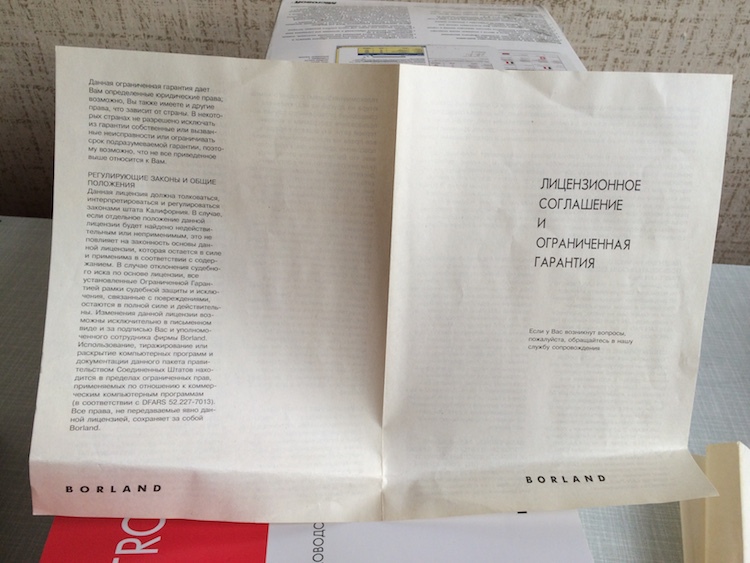 Данная ограниченная гарантия дает
Вам определенные юридические права;
возможно, Вы также имеете и другие
права, что зависит от страны. В некото-
рых странах не разрешено исключать
из гарантии собственные или вызван-
ные неисправности или ограничивать
срок подразумеваемой гарантии, поэто-
му возможно, что не все приведенное
выше относится к Вам.
РЕГУЛИРУЮЩИЕ ЗАКОНЫ И ОБЩИЕ
ПОЛОЖЕНИЯ
Данная лицензия должна толковаться,
интерпретироваться и регулироваться
законами штата Калифорния. В случае,
если отдельное положение данной
лицензии будет найдено недействи-
тельным или неприменимым, это не
повлияет на законность основы дан-
ной лицензии, которая остается в силе
и применима в соответствии с содер-
жанием. В случае отклонения судебно-
го иска по основе лицензии, все
установленные Ограниченной Гаран-
тией рамки судебной защиты и исклю-
чения, связанные с повреждениями,
остаются в полной силе и действитель-
ны. Изменения данной лицензии воз-
можны исключительно в письменном
виде и за подписью Вас и уполномо-
ченного сотрудника фирмы Borland.
Использование, тиражирование или
раскрытие компьютерных программ и
документации данного пакета прави-
тельством Соединенных Штатов нахо-
дится в пределах ограниченных прав,
применяемых по отношению к коммер-
ческим компьютерным программам
(в соответствии с DFARS 52.227-7013).
Все права, не передаваемые явно дан-
ной лицензией, сохраняет за собой
Borland.
BORLAND
ЛИЦЕНЗИОННОЕ
СОГЛАШЕНИЕ
И
ОГРАНИЧЕННАЯ
ГАРАНТИЯ
Если у Вас возникнут вопросы,
пожалуйста, обращайтесь в нашу
службу сопровождения
BORLAND